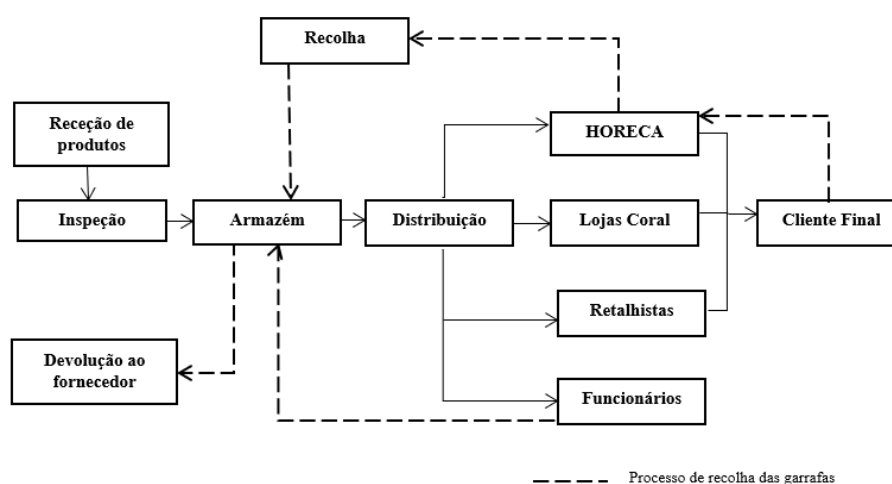 Recolha
Receção de
produtos
HORECA
Inspeção
Armazém
Distribuição
Lojas Coral
Cliente Final
Retalhistas
Devolução ao
fornecedor
Funcionários
Processo de recolha das garrafas